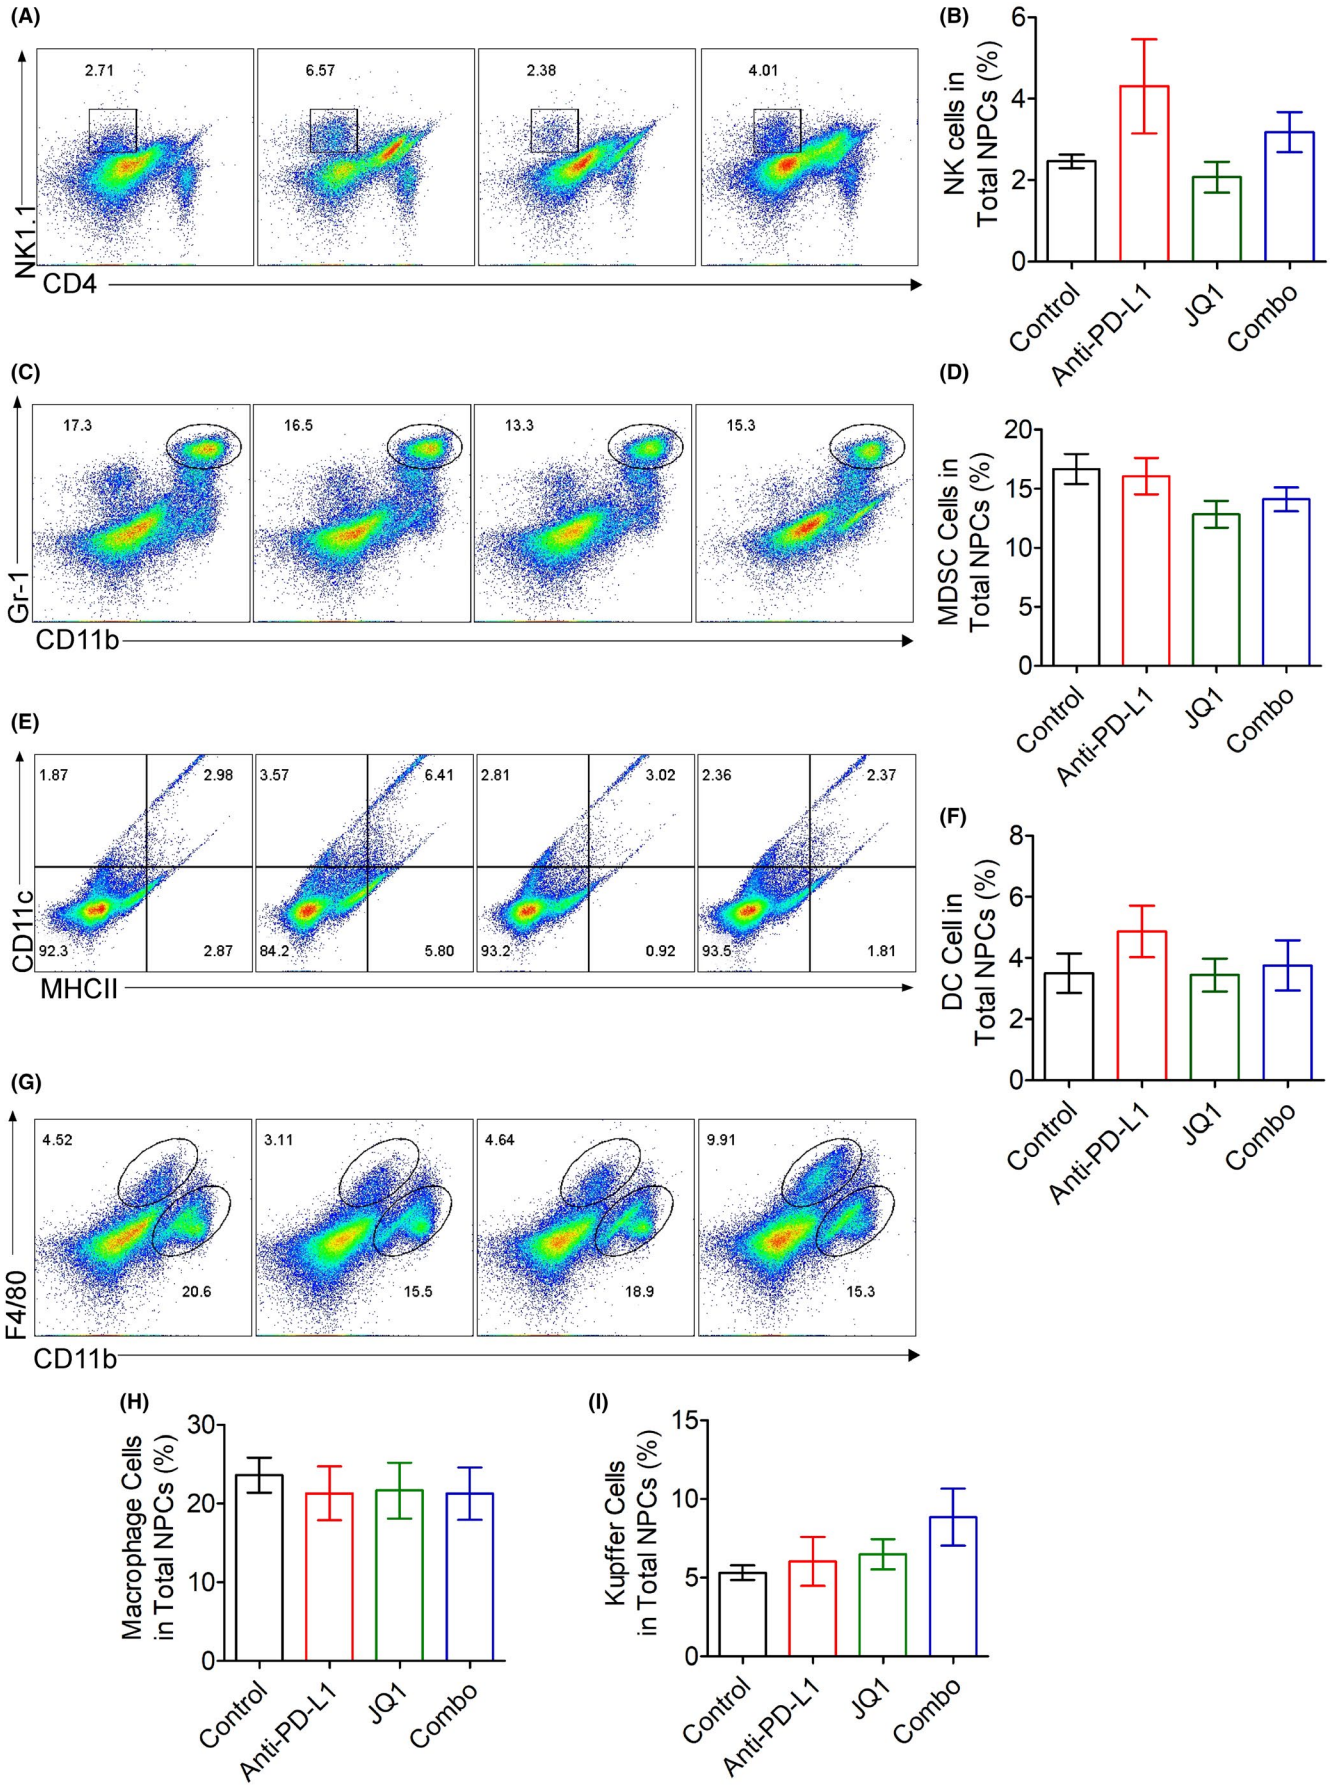 (A)
2.71
6.57
2.38
4.01
NK1.1
CD4
(B)
NK cells in
Total NPCs (%)
6
4
2
0
Control
Anti-PD-L1
JQ1
Combo
(C)
17.3
16.5
13.3
15.3
Gr-1
CD11b
(D)
MDSC Cells in
Total NPCs (%)
20
15
10
5
0
Control
Anti-PD-L1
JQ1
Combo
(E)
1.87
2.98
3.57
6.41
2.81
3.02
2.36
2.37
92.3
2.87
84.2
5.80
93.2
0.92
93.5
1.81
CD11c
MHCII
(F)
DC Cell in
Total NPCs (%)
8
6
4
2
0
Control
Anti-PD-L1
JQ1
Combo
(G)
4.52
3.11
4.64
9.91
20.6
15.5
18.9
15.3
F4/80
CD11b
(H)
Macrophage Cells
in Total NPCs (%)
30
20
10
0
Control
Anti-PD-L1
JQ1
Combo
(I)
Kupffer Cells
in Total NPCs (%)
15
10
5
0
Control
Anti-PD-L1
JQ1
Combo